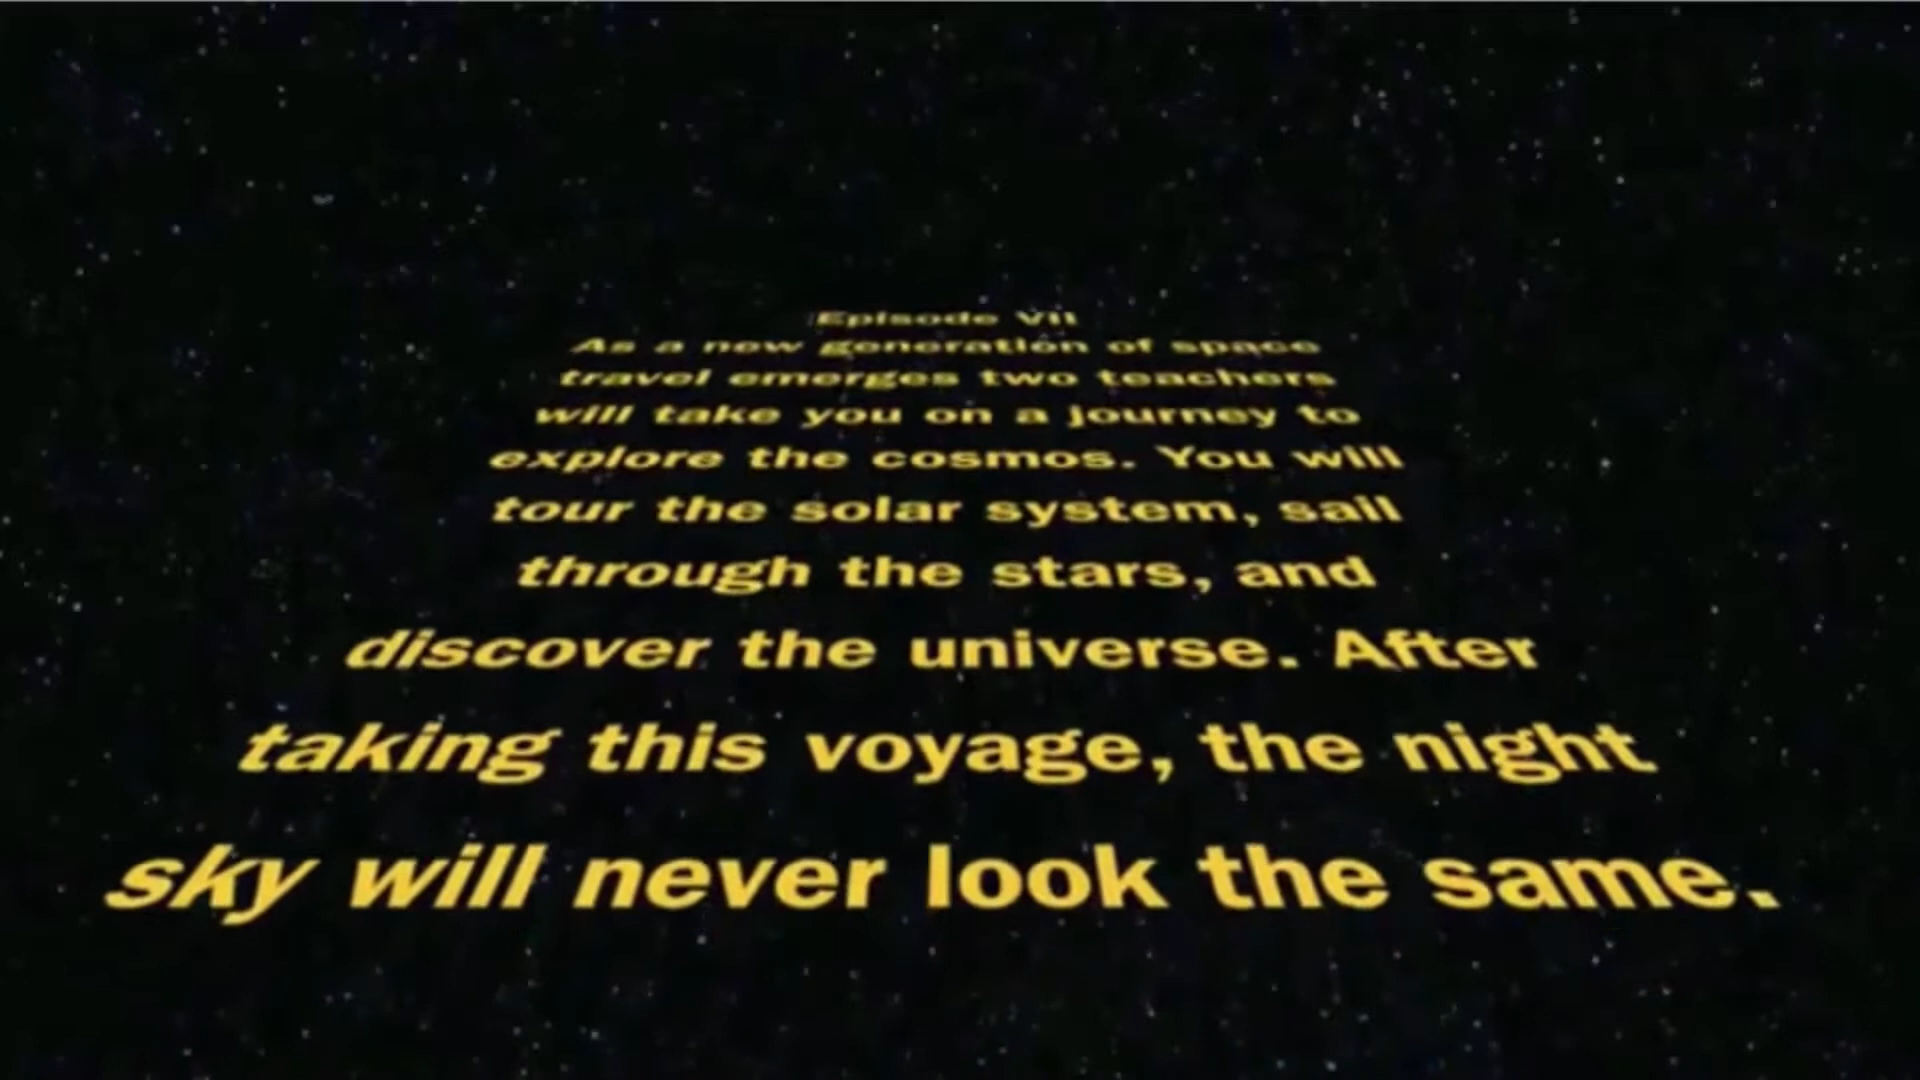 Episode VII
As a new generation of space
travel emerges two teachers
will take you on a journey to
explore the cosmos. You will
tour the solar system, sail
through the stars, and
discover the universe. After
taking this voyage, the night
sky will never look the same.